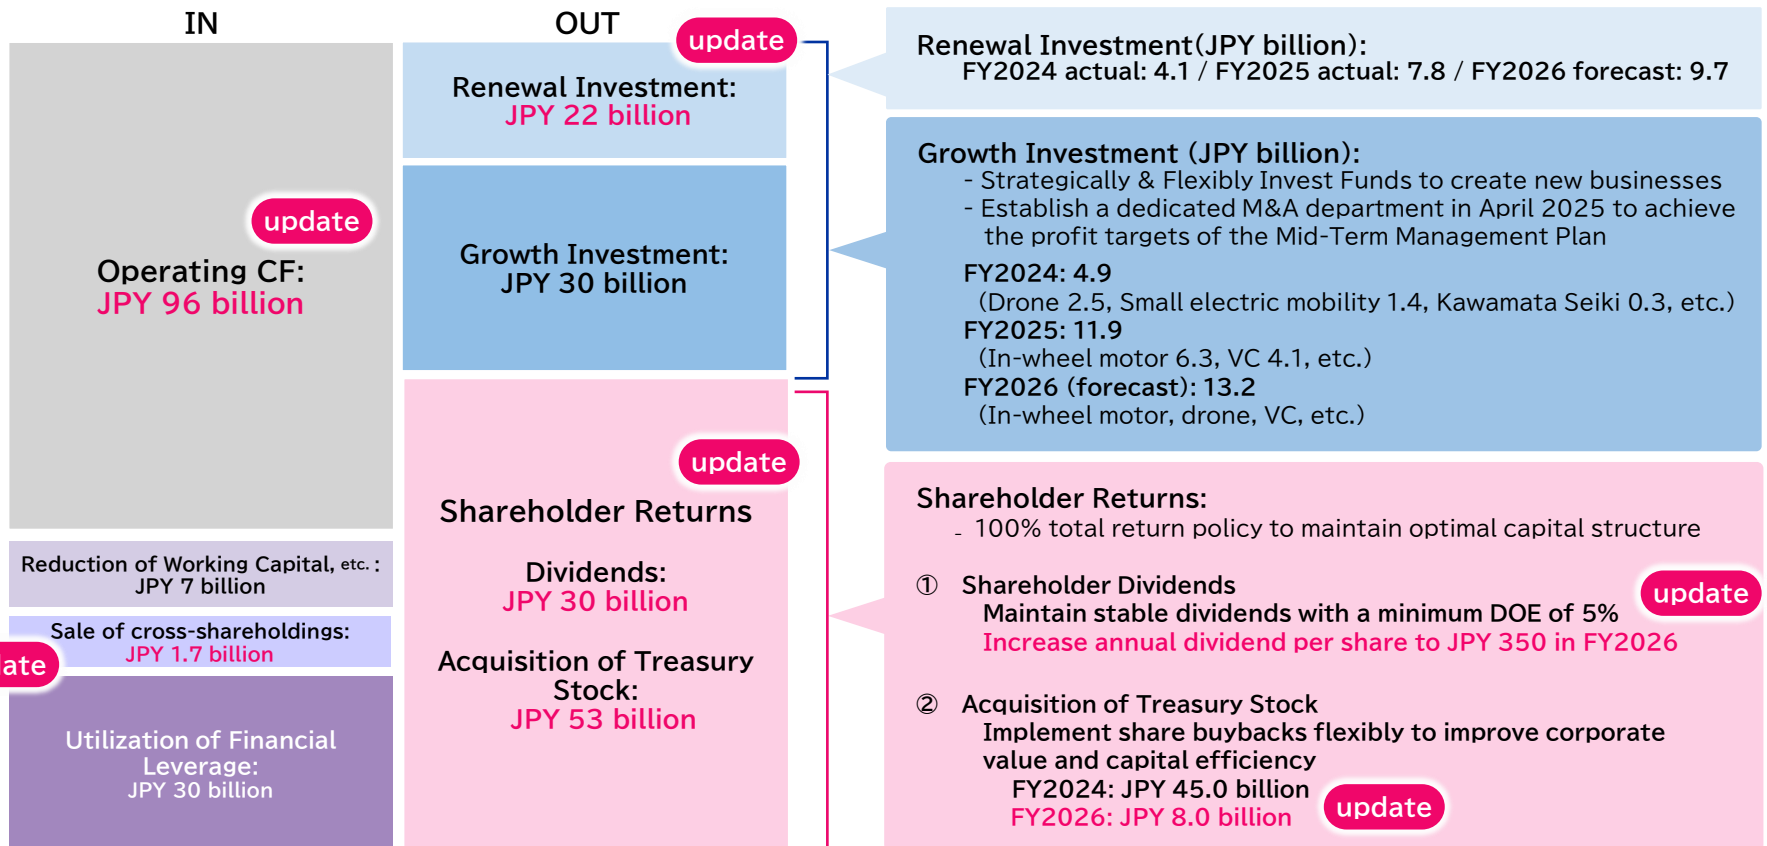 IN
update
Operating CF:
JPY 96 billion
Reduction of Working Capital, etc. :
JPY 7 billion
Sale of cross-shareholdings:
JPY 1.7 billion
Utilization of Financial
Leverage:
JPY 30 billion
OUT
update
Renewal Investment:
JPY 22 billion
Growth Investment:
JPY 30 billion
update
Shareholder Returns
Dividends:
JPY 30 billion
Acquisition of Treasury
Stock:
JPY 53 billion
Renewal Investment(JPY billion):
FY2024 actual: 4.1 / FY2025 actual: 7.8 / FY2026 forecast: 9.7
Growth Investment (JPY billion):
- Strategically & Flexibly Invest Funds to create new businesses
- Establish a dedicated M&A department in April 2025 to achieve
the profit targets of the Mid-Term Management Plan
FY2024: 4.9
(Drone 2.5, Small electric mobility 1.4, Kawamata Seiki 0.3, etc.)
FY2025: 11.9
(In-wheel motor 6.3, VC 4.1, etc.)
FY2026 (forecast): 13.2
(In-wheel motor, drone, VC, etc.)
Shareholder Returns:
- 100% total return policy to maintain optimal capital structure
① Shareholder Dividends
update
Maintain stable dividends with a minimum DOE of 5%
Increase annual dividend per share to JPY 350 in FY2026
② Acquisition of Treasury Stock
Implement share buybacks flexibly to improve corporate
value and capital efficiency
FY2024: JPY 45.0 billion
FY2026: JPY 8.0 billion
update